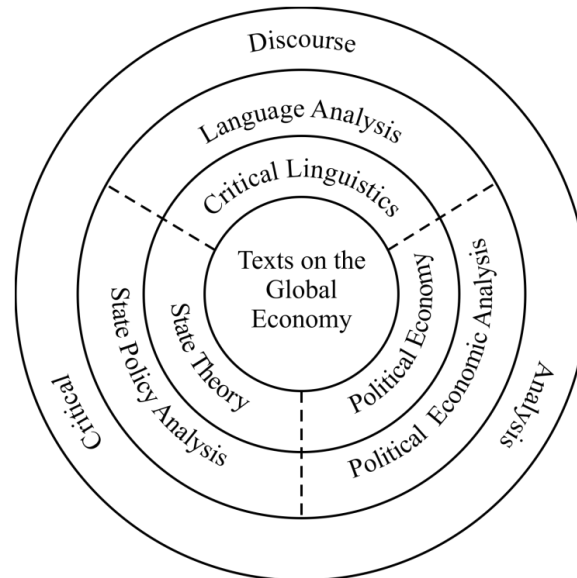 Discourse
Language Analysis
Critical Linguistics
Texts on the
Global
Economy
State Theory
Political Economy
State Policy Analysis
Political Economic Analysis
Critical
Analysis